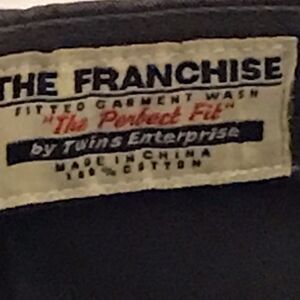 THE FRANCHISE
FITTED GARMENT WASH
"The Perfect Fit"
by Twins Enterprise
MADE IN CHINA
100% COTTON